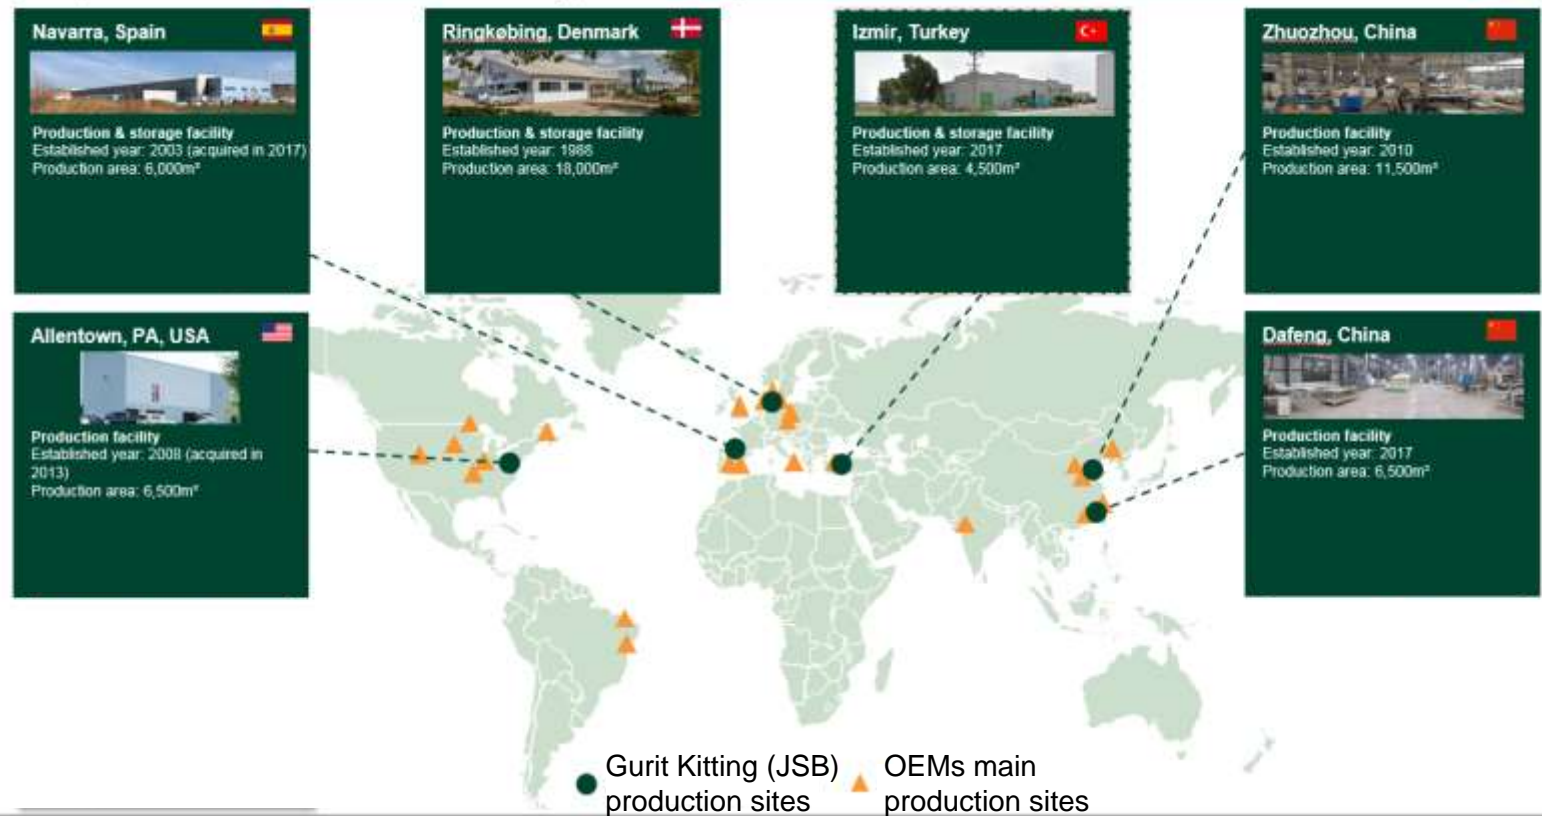 Navarra, Spain
Production & storage facility
Established year: 2003 (acquired in 2017)
Production area: 6,000m²
Ringkøbing, Denmark
Production & storage facility
Established year: 1988
Production area: 18,000m²
Izmir, Turkey
Production & storage facility
Established year: 2017
Production area: 4,500m²
Zhuozhou, China
Production facility
Established year: 2010
Production area: 11,500m²
Allentown, PA, USA
Production facility
Established year: 2008 (acquired in
2013)
Production area: 6,500m²
Dafeng, China
Production facility
Established year: 2017
Production area: 6,500m²
Gurit Kitting (JSB)
production sites
OEMs main
production sites